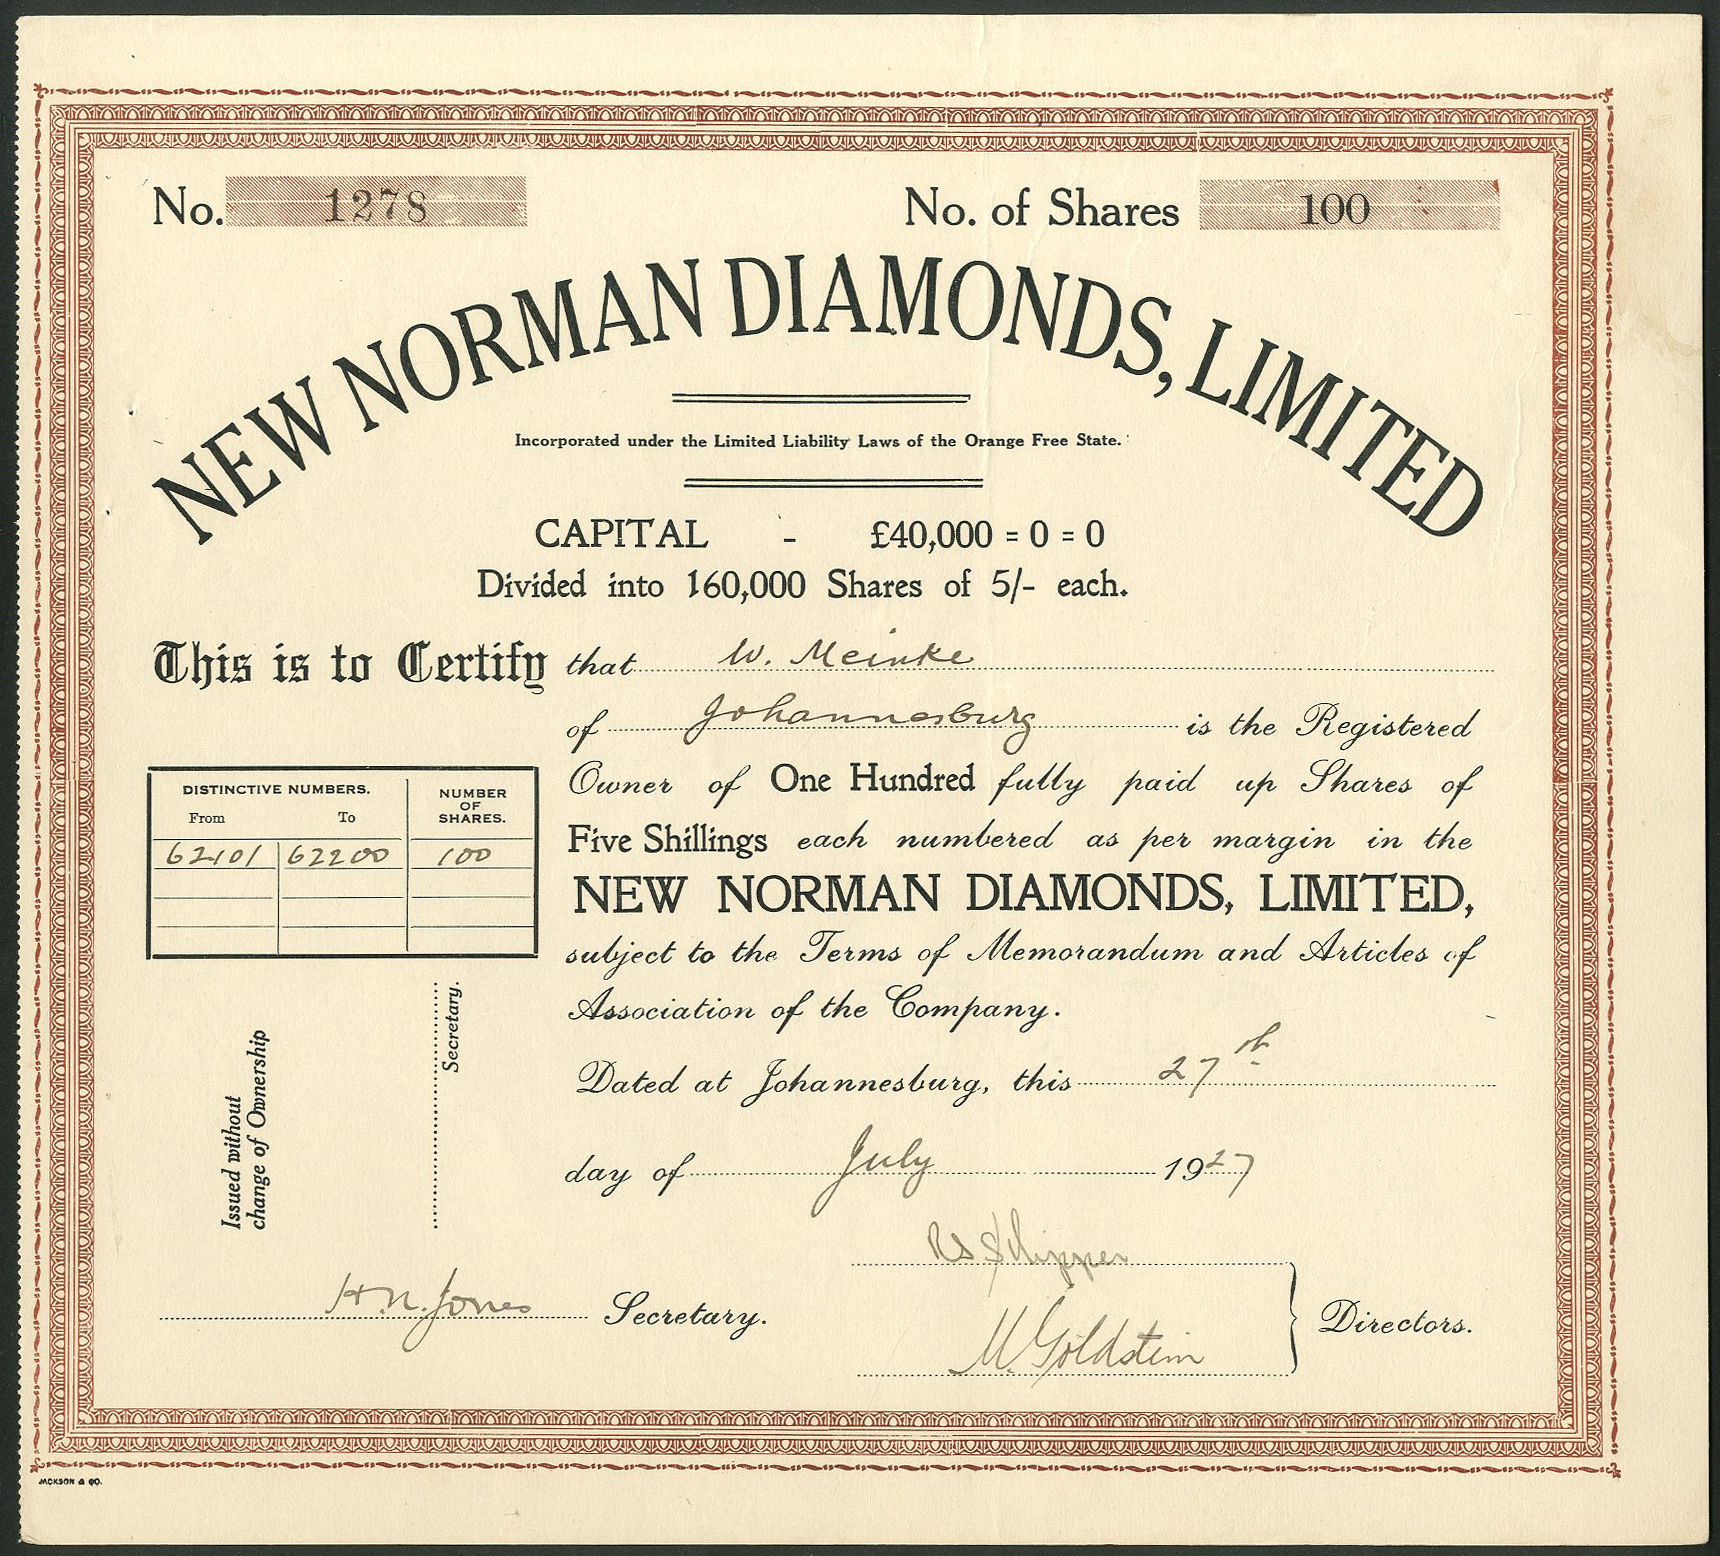 No. 1278 No. of Shares 100
NEW NORMAN DIAMONDS, LIMITED
Incorporated under the Limited Liability Laws of the Orange Free State.
CAPITAL - £40,000 = 0 = 0
Divided into 160,000 Shares of 5/- each.
This is to Certify that W. Meinke
of Johannesburg is the Registered
Owner of One Hundred fully paid up Shares of
Five Shillings each numbered as per margin in the
NEW NORMAN DIAMONDS, LIMITED,
subject to the Terms of Memorandum and Articles of
Association of the Company.
Dated at Johannesburg, this 27th
day of July 1927
DISTINCTIVE NUMBERS.
From To
NUMBER
OF
SHARES.
62101 62200 100
Issued without
change of Ownership
Secretary.
H.N. Jones Secretary.
M. Goldstein
Directors.
JACKSON & CO.